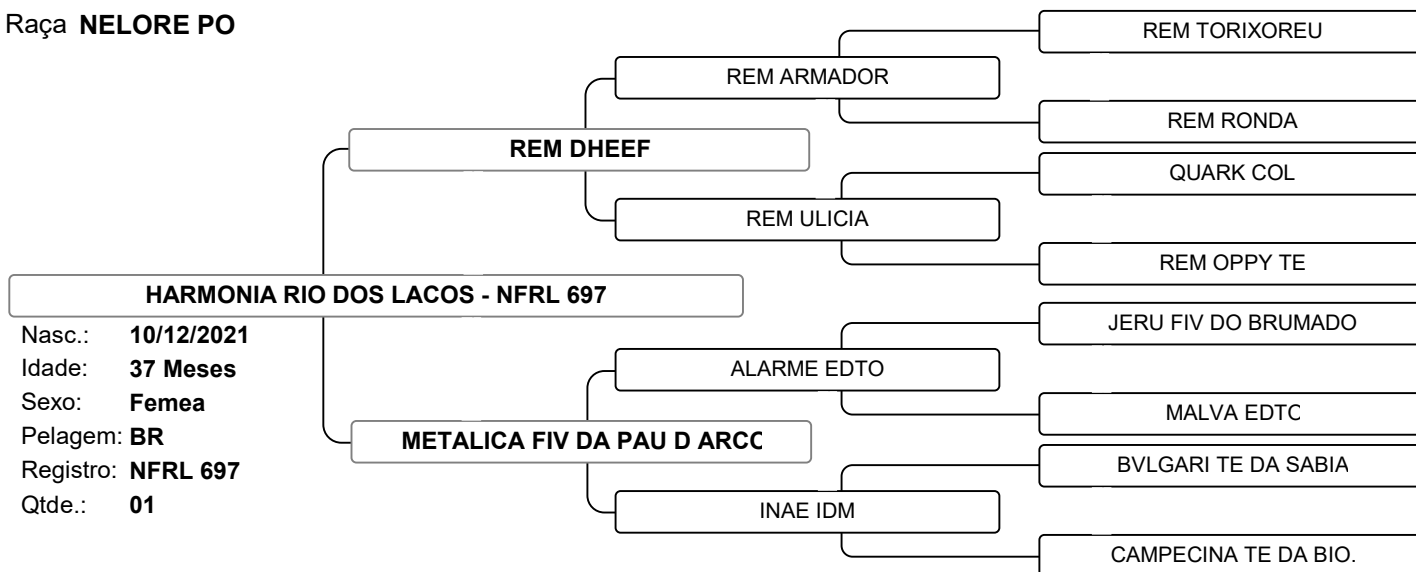 Raça NELORE PO
REM TORIXOREU
REM ARMADOR
REM RONDA
REM DHEEF
QUARK COL
REM ULICIA
REM OPPY TE
HARMONIA RIO DOS LACOS - NFRL 697
Nasc.: 10/12/2021
Idade: 37 Meses
Sexo: Femea
Pelagem: BR
Registro: NFRL 697
Qtde.: 01
JERU FIV DO BRUMADO
ALARME EDTO
MALVA EDTO
METALICA FIV DA PAU D ARCO
BVLGARI TE DA SABIA
INAE IDM
CAMPECINA TE DA BIO.